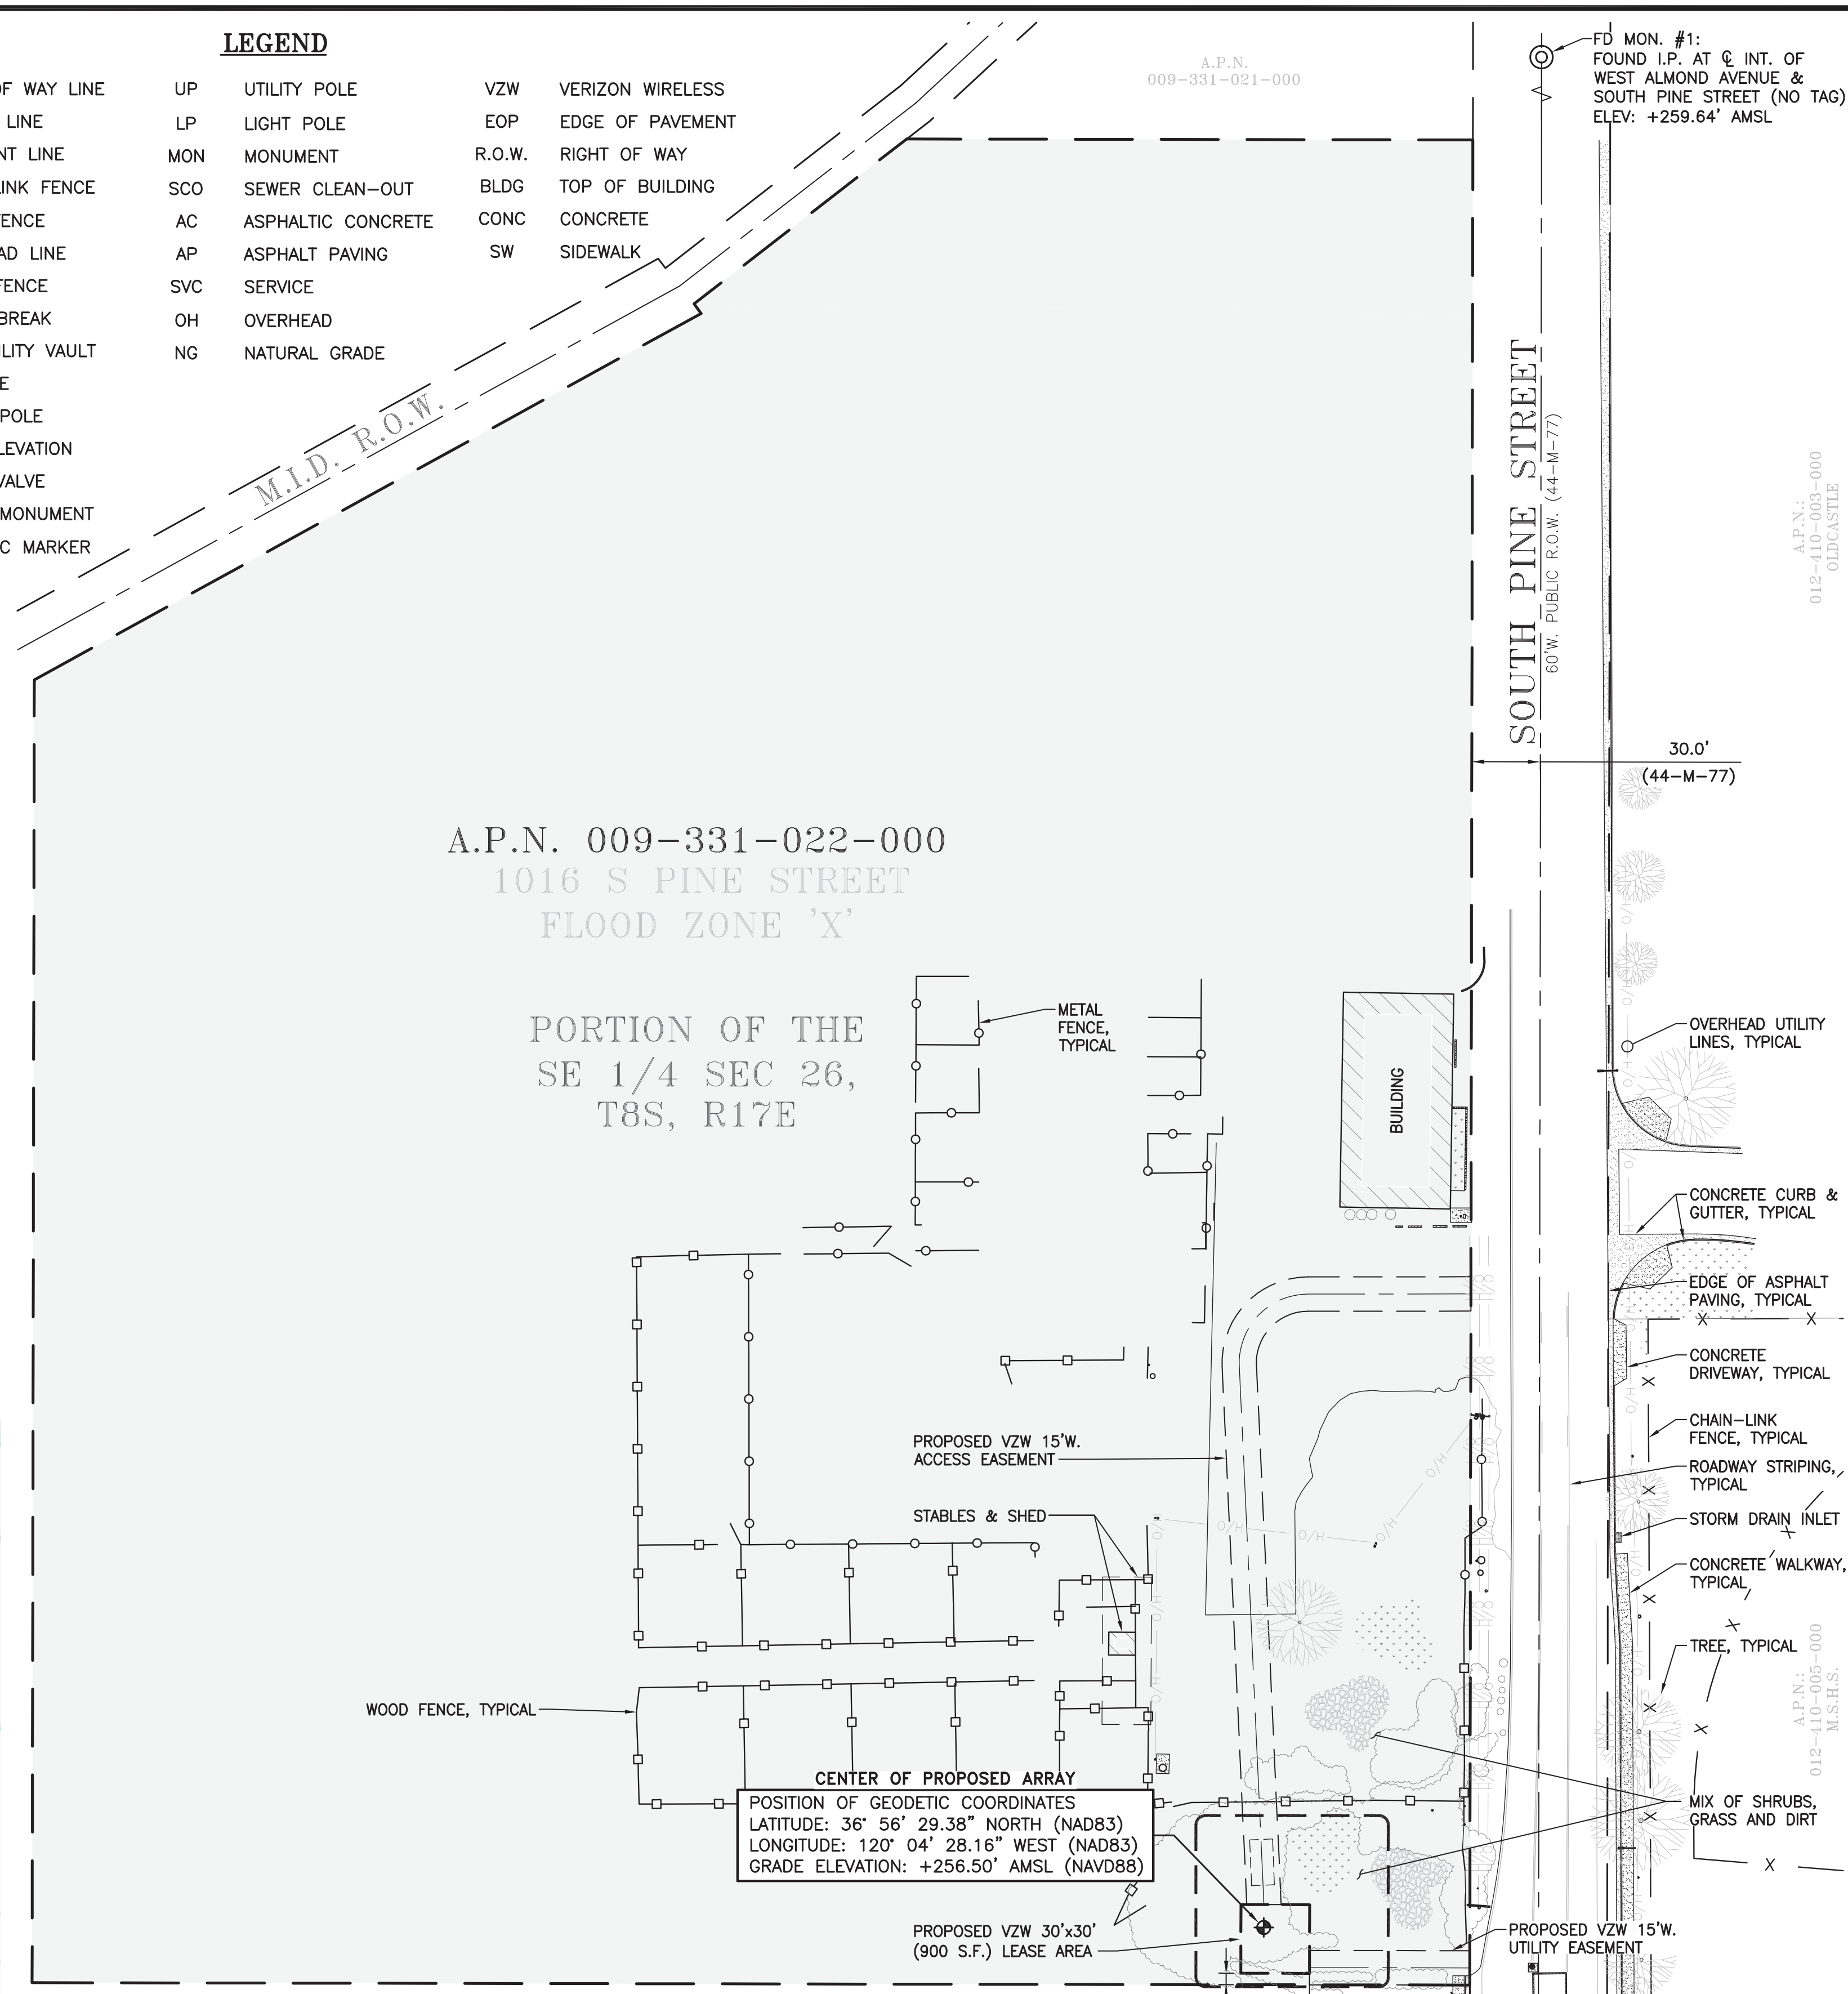 LEGEND
OF WAY LINE
LINE
NT LINE
INK FENCE
ENCE
AD LINE
ENCE
BREAK
ILITY VAULT
E
POLE
LEVATION
VALVE
MONUMENT
C MARKER
UP UTILITY POLE
LP LIGHT POLE
MON MONUMENT
SCO SEWER CLEAN-OUT
AC ASPHALTIC CONCRETE
AP ASPHALT PAVING
SVC SERVICE
OH OVERHEAD
NG NATURAL GRADE
VZW VERIZON WIRELESS
EOP EDGE OF PAVEMENT
R.O.W. RIGHT OF WAY
BLDG TOP OF BUILDING
CONC CONCRETE
SW SIDEWALK
A.P.N.
009-331-021-000
FD MON. #1:
FOUND I.P. AT ℄ INT. OF
WEST ALMOND AVENUE &
SOUTH PINE STREET (NO TAG)
ELEV: +259.64' AMSL
M.I.D. R.O.W.
SOUTH PINE STREET
60'W. PUBLIC R.O.W. (44-M-77)
A.P.N.:
012-410-003-000
OLDCASTLE
30.0'
(44-M-77)
A.P.N. 009-331-022-000
1016 S PINE STREET
FLOOD ZONE 'X'
PORTION OF THE
SE 1/4 SEC 26,
T8S, R17E
METAL
FENCE,
TYPICAL
BUILDING
OVERHEAD UTILITY
LINES, TYPICAL
CONCRETE CURB &
GUTTER, TYPICAL
EDGE OF ASPHALT
PAVING, TYPICAL
CONCRETE
DRIVEWAY, TYPICAL
CHAIN-LINK
FENCE, TYPICAL
ROADWAY STRIPING,
TYPICAL
STORM DRAIN INLET
CONCRETE WALKWAY,
TYPICAL
TREE, TYPICAL
A.P.N.:
012-410-005-000
M.S.H.S.
MIX OF SHRUBS,
GRASS AND DIRT
PROPOSED VZW 15'W.
ACCESS EASEMENT
STABLES & SHED
O/H
O/H
O/H
O/H
WOOD FENCE, TYPICAL
CENTER OF PROPOSED ARRAY
POSITION OF GEODETIC COORDINATES
LATITUDE: 36° 56' 29.38" NORTH (NAD83)
LONGITUDE: 120° 04' 28.16" WEST (NAD83)
GRADE ELEVATION: +256.50' AMSL (NAVD88)
PROPOSED VZW 30'x30'
(900 S.F.) LEASE AREA
PROPOSED VZW 15'W.
UTILITY EASEMENT